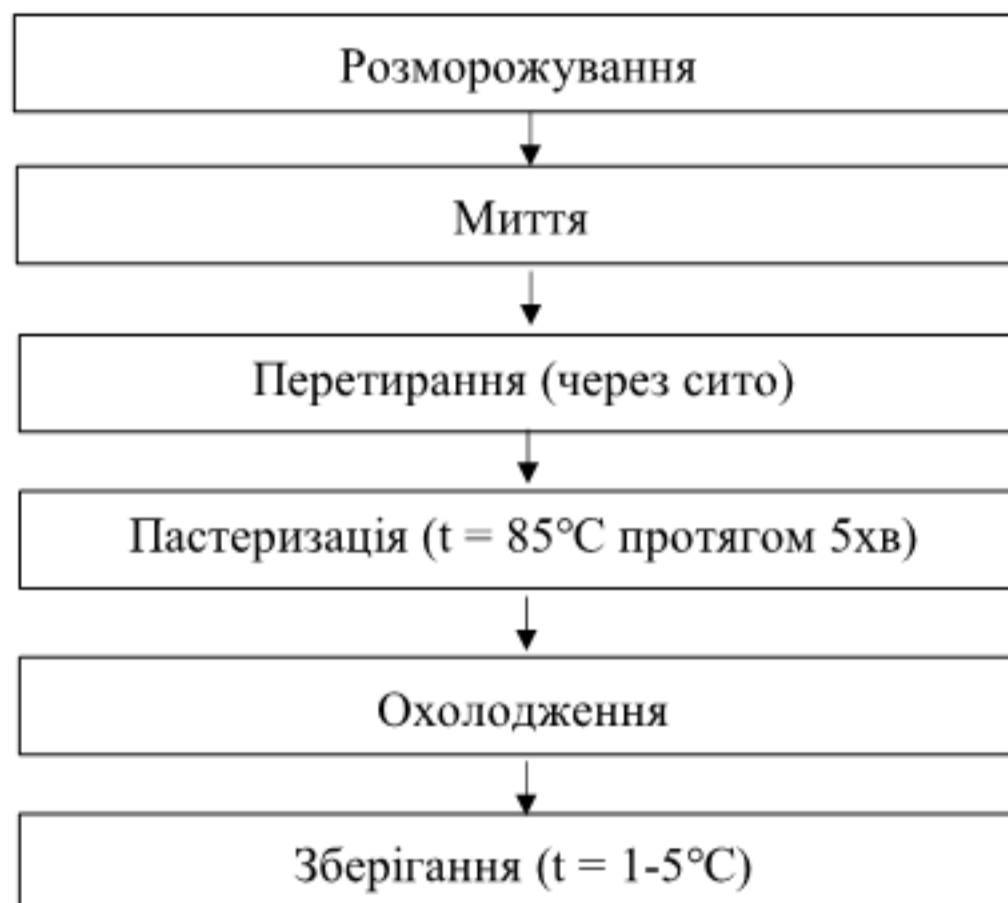 Розморожування
Миття
Перетирання (через сито)
Пастеризація (t = 85℃ протягом 5хв)
Охолодження
Зберігання (t = 1-5℃)